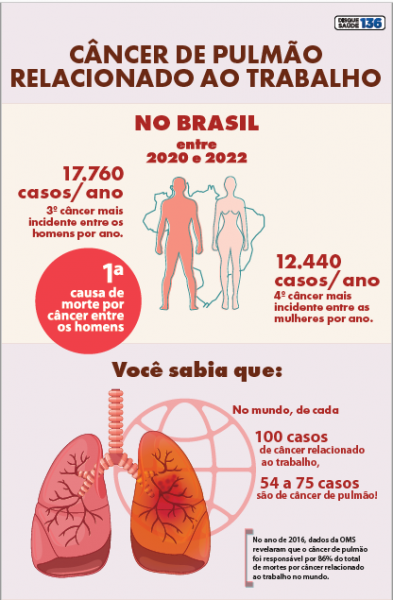 DISQUE
SAÚDE 136
CÂNCER DE PULMÃO
RELACIONADO AO TRABALHO
NO BRASIL
entre
2020 e 2022
17.760
casos/ano
3º câncer mais
incidente entre os
homens por ano.
1ª
causa de
morte por
câncer entre
os homens
12.440
casos/ano
4º câncer mais
incidente entre as
mulheres por ano.
Você sabia que:
No mundo, de cada
100 casos
de câncer relacionado
ao trabalho,
54 a 75 casos
são de câncer de pulmão!
No ano de 2016, dados da OMS
revelaram que o câncer de pulmão
foi responsável por 86% do total
de mortes por câncer relacionado
ao trabalho no mundo.